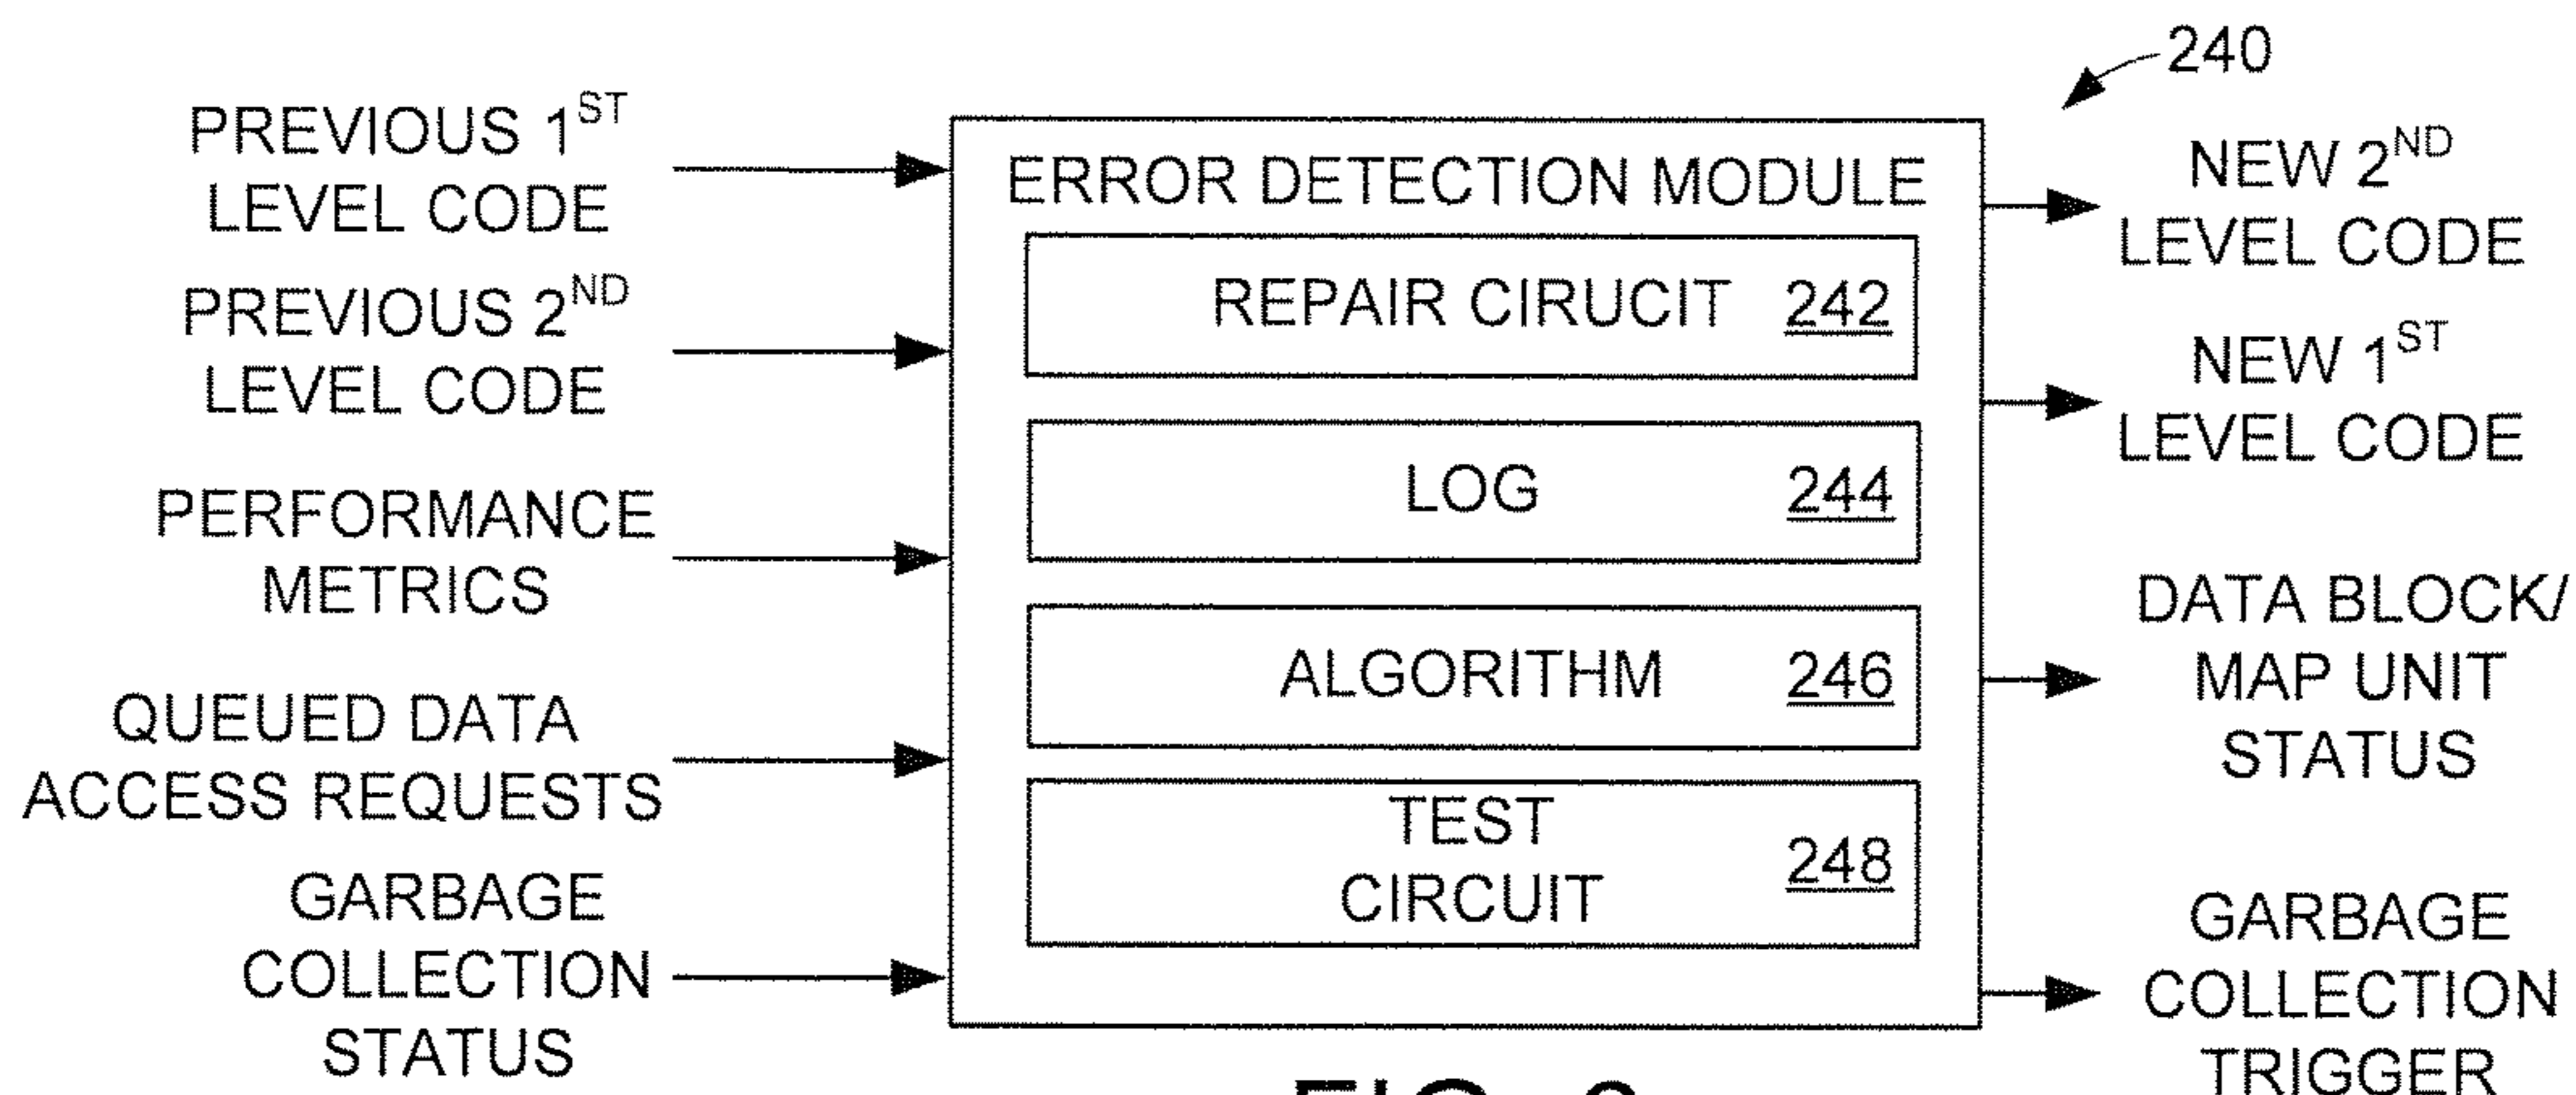 240
PREVIOUS 1ST
LEVEL CODE
PREVIOUS 2ND
LEVEL CODE
PERFORMANCE
METRICS
QUEUED DATA
ACCESS REQUESTS
GARBAGE
COLLECTION
STATUS
ERROR DETECTION MODULE
REPAIR CIRUCIT 242
LOG 244
ALGORITHM 246
TEST
CIRCUIT 248
NEW 2ND
LEVEL CODE
NEW 1ST
LEVEL CODE
DATA BLOCK/
MAP UNIT
STATUS
GARBAGE
COLLECTION
TRIGGER